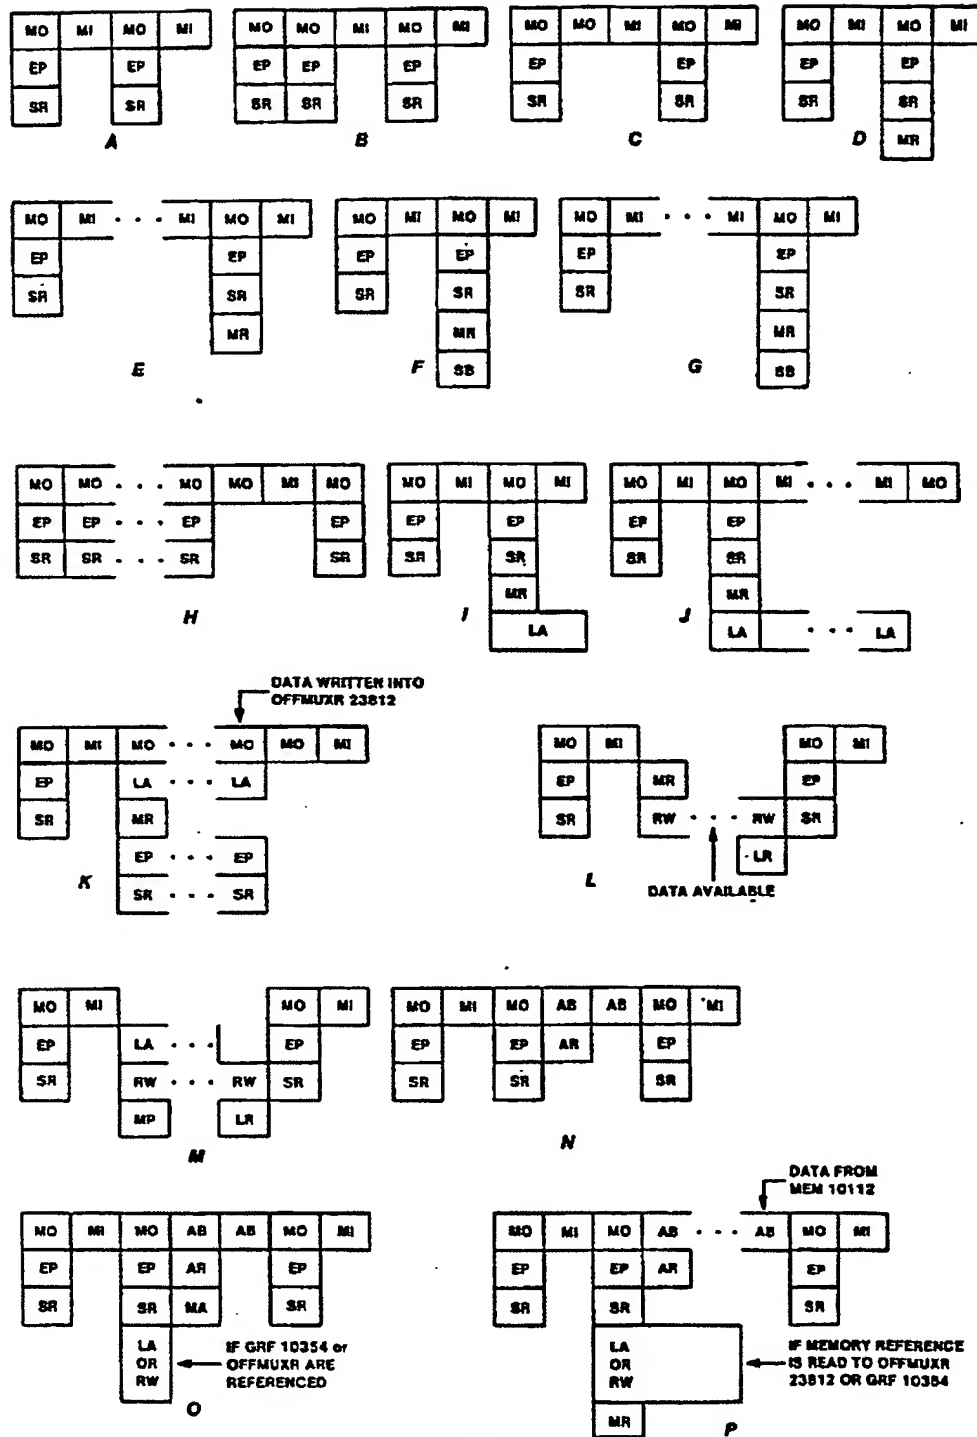 MO MI MO MI
EP EP
SR SR
A
MO MO MI MO MI
EP EP EP
SR SR SR
B
MO MO MI MO MI
EP EP
SR SR
C
MO MI MO MI
EP EP
SR SR
MR
D
MO MI • • • MI MO MI
EP EP
SR SR
MR
E
MO MI MO MI
EP EP
SR SR
MR
SB
F
MO MI • • • MI MO MI
EP EP
SR SR
MR
SB
G
MO MO • • • MO MO MI MO
EP EP • • • EP EP
SR SR • • • SR SR
H
MO MI MO MI
EP EP
SR SR
MR
LA
I
MO MI MO MI • • • MI MO
EP EP
SR SR
MR
LA • • • LA
J
DATA WRITTEN INTO
OFFMUXR 23812
MO MI MO • • • MO MO MI
EP LA • • • LA
SR MR
EP • • • EP
SR • • • SR
K
MO MI MO MI
MR EP
EP
SR RW • • • RW SR
LR
L
DATA AVAILABLE
MO MI MO MI
EP LA • • • EP
SR RW • • • RW SR
MP LR
M
MO MI MO AB AB MO MI
EP EP AR EP
SR SR SR
N
MO MI MO AB AB MO MI
EP EP AR EP
SR SR MA SR
LA
OR
RW
IF GRF 10354 or
OFFMUXR ARE
REFERENCED
O
DATA FROM
MEM 10112
MO MI MO AB • • • AB MO MI
EP EP AR EP
SR SR SR
LA
OR
RW
IF MEMORY REFERENCE
IS READ TO OFFMUXR
23812 OR GRF 10354
MR
P